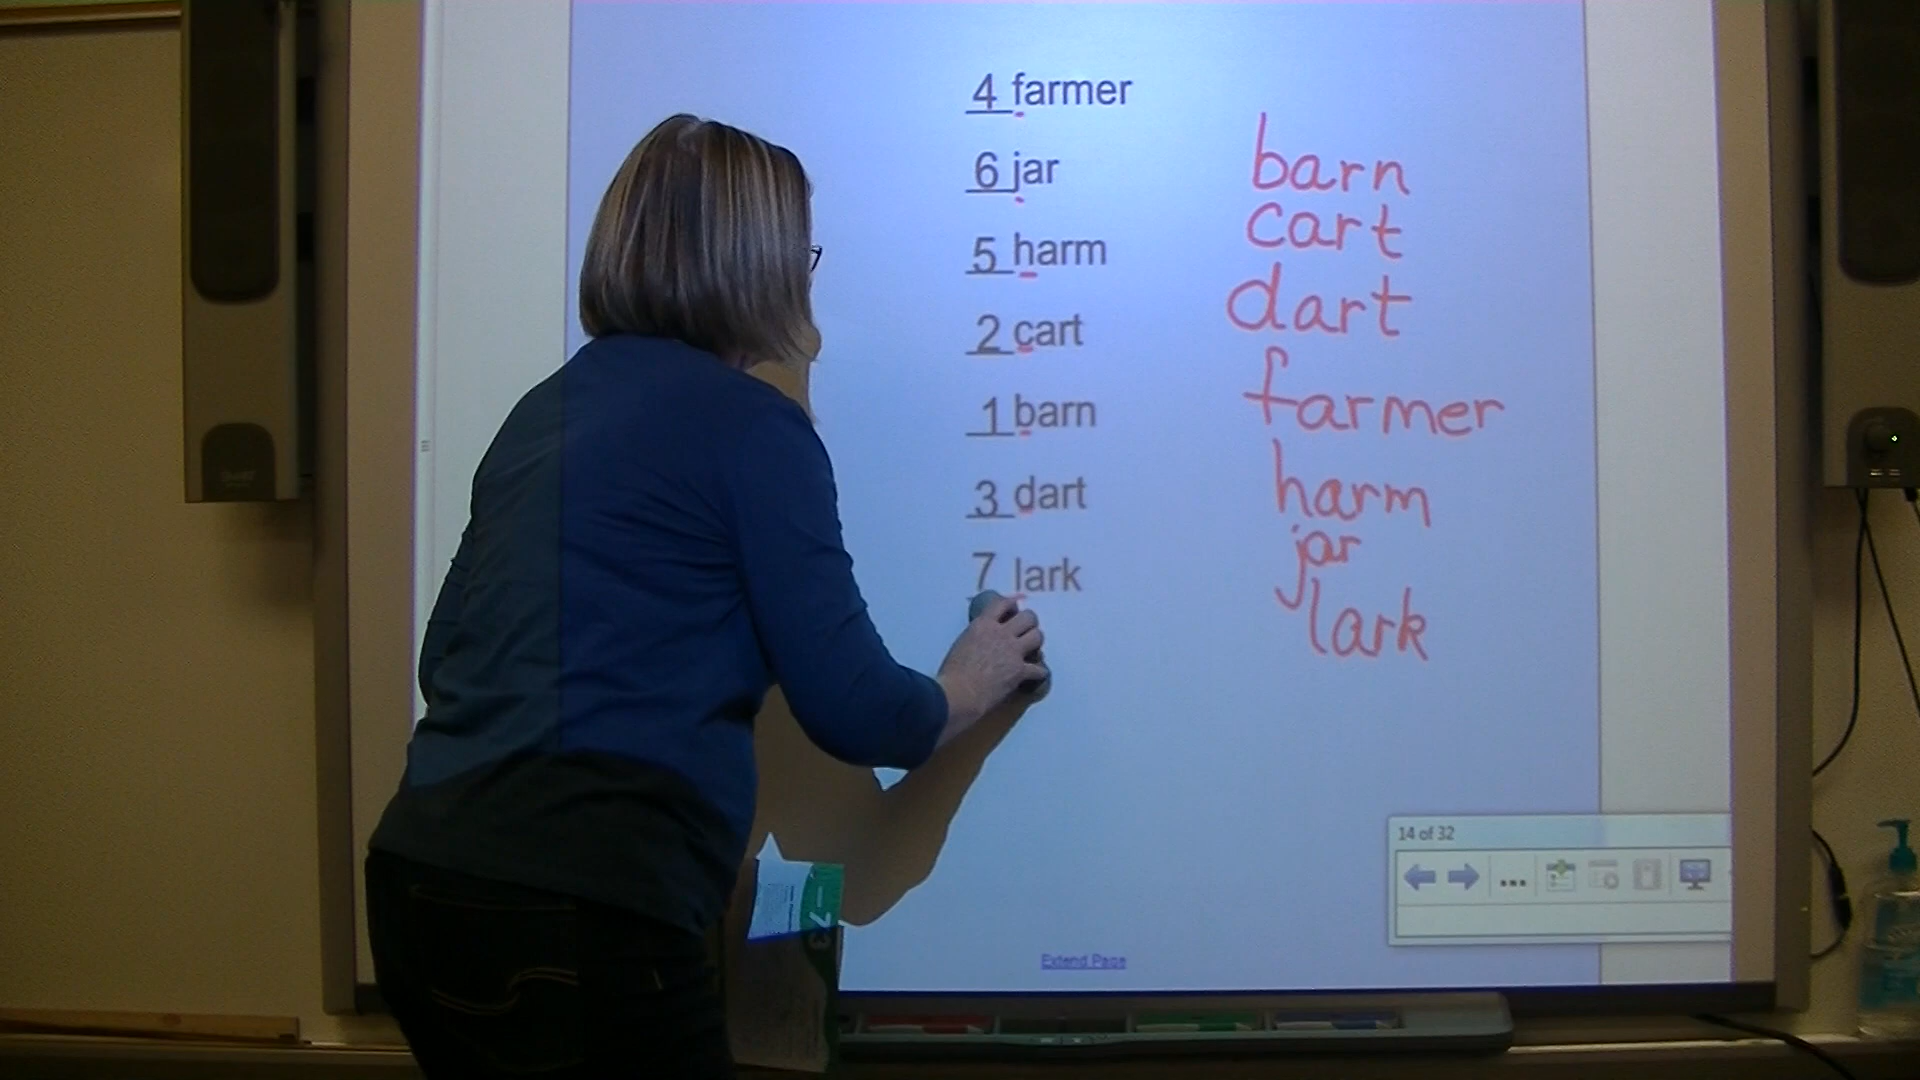 4 farmer
6 jar
5 harm
2 cart
1 barn
3 dart
7 lark
barn
cart
dart
farmer
harm
jar
lark
14 of 32
...
Extend Page